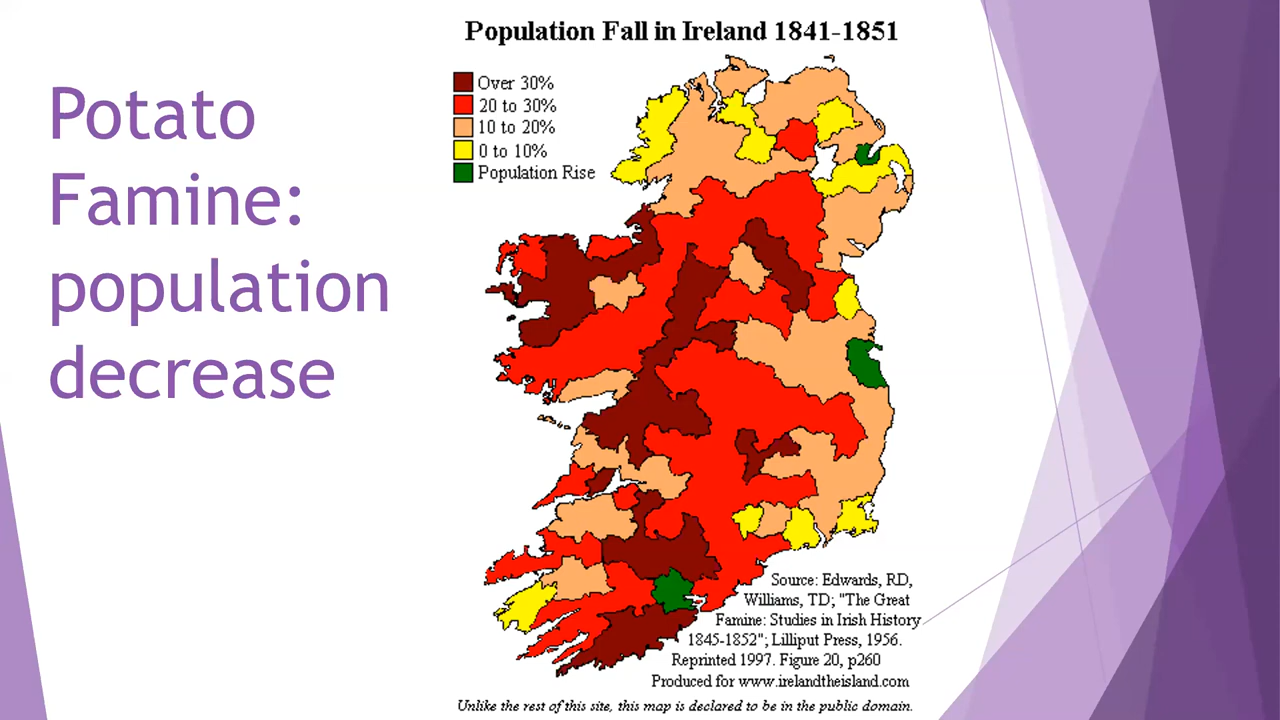 Potato
Famine:
population
decrease
Population Fall in Ireland 1841-1851
Over 30%
20 to 30%
10 to 20%
0 to 10%
Population Rise
Source: Edwards, RD,
Williams, TD; "The Great
Famine: Studies in Irish History
1845-1852"; Lilliput Press, 1956.
Reprinted 1997. Figure 20, p260
Produced for www.irelandtheisland.com
Unlike the rest of this site, this map is declared to be in the public domain.